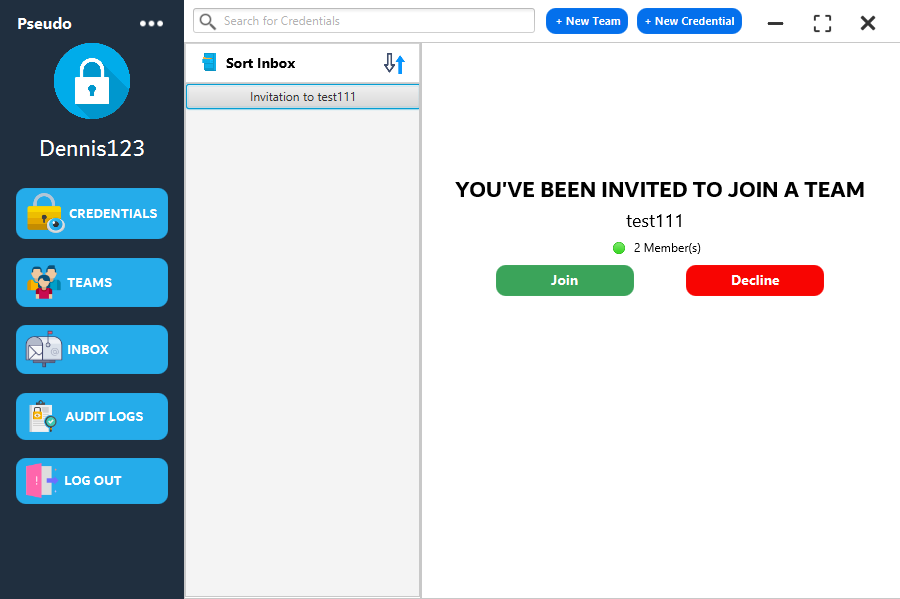 Pseudo
Dennis123
CREDENTIALS
TEAMS
INBOX
AUDIT LOGS
LOG OUT
Search for Credentials
+ New Team
+ New Credential
Sort Inbox
Invitation to test111
YOU'VE BEEN INVITED TO JOIN A TEAM
test111
2 Member(s)
Join
Decline